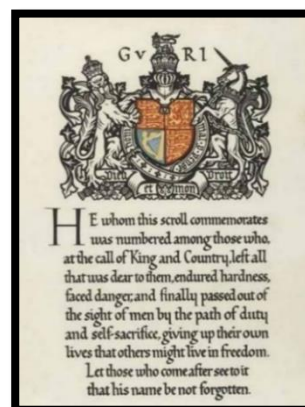 G V R I
Dieu et mon Droit
HE whom this scroll commemorates
was numbered among those who,
at the call of King and Country, left all
that was dear to them, endured hardness,
faced danger, and finally passed out of
the sight of men by the path of duty
and self-sacrifice, giving up their own
lives that others might live in freedom.
Let those who come after see to it
that his name be not forgotten.